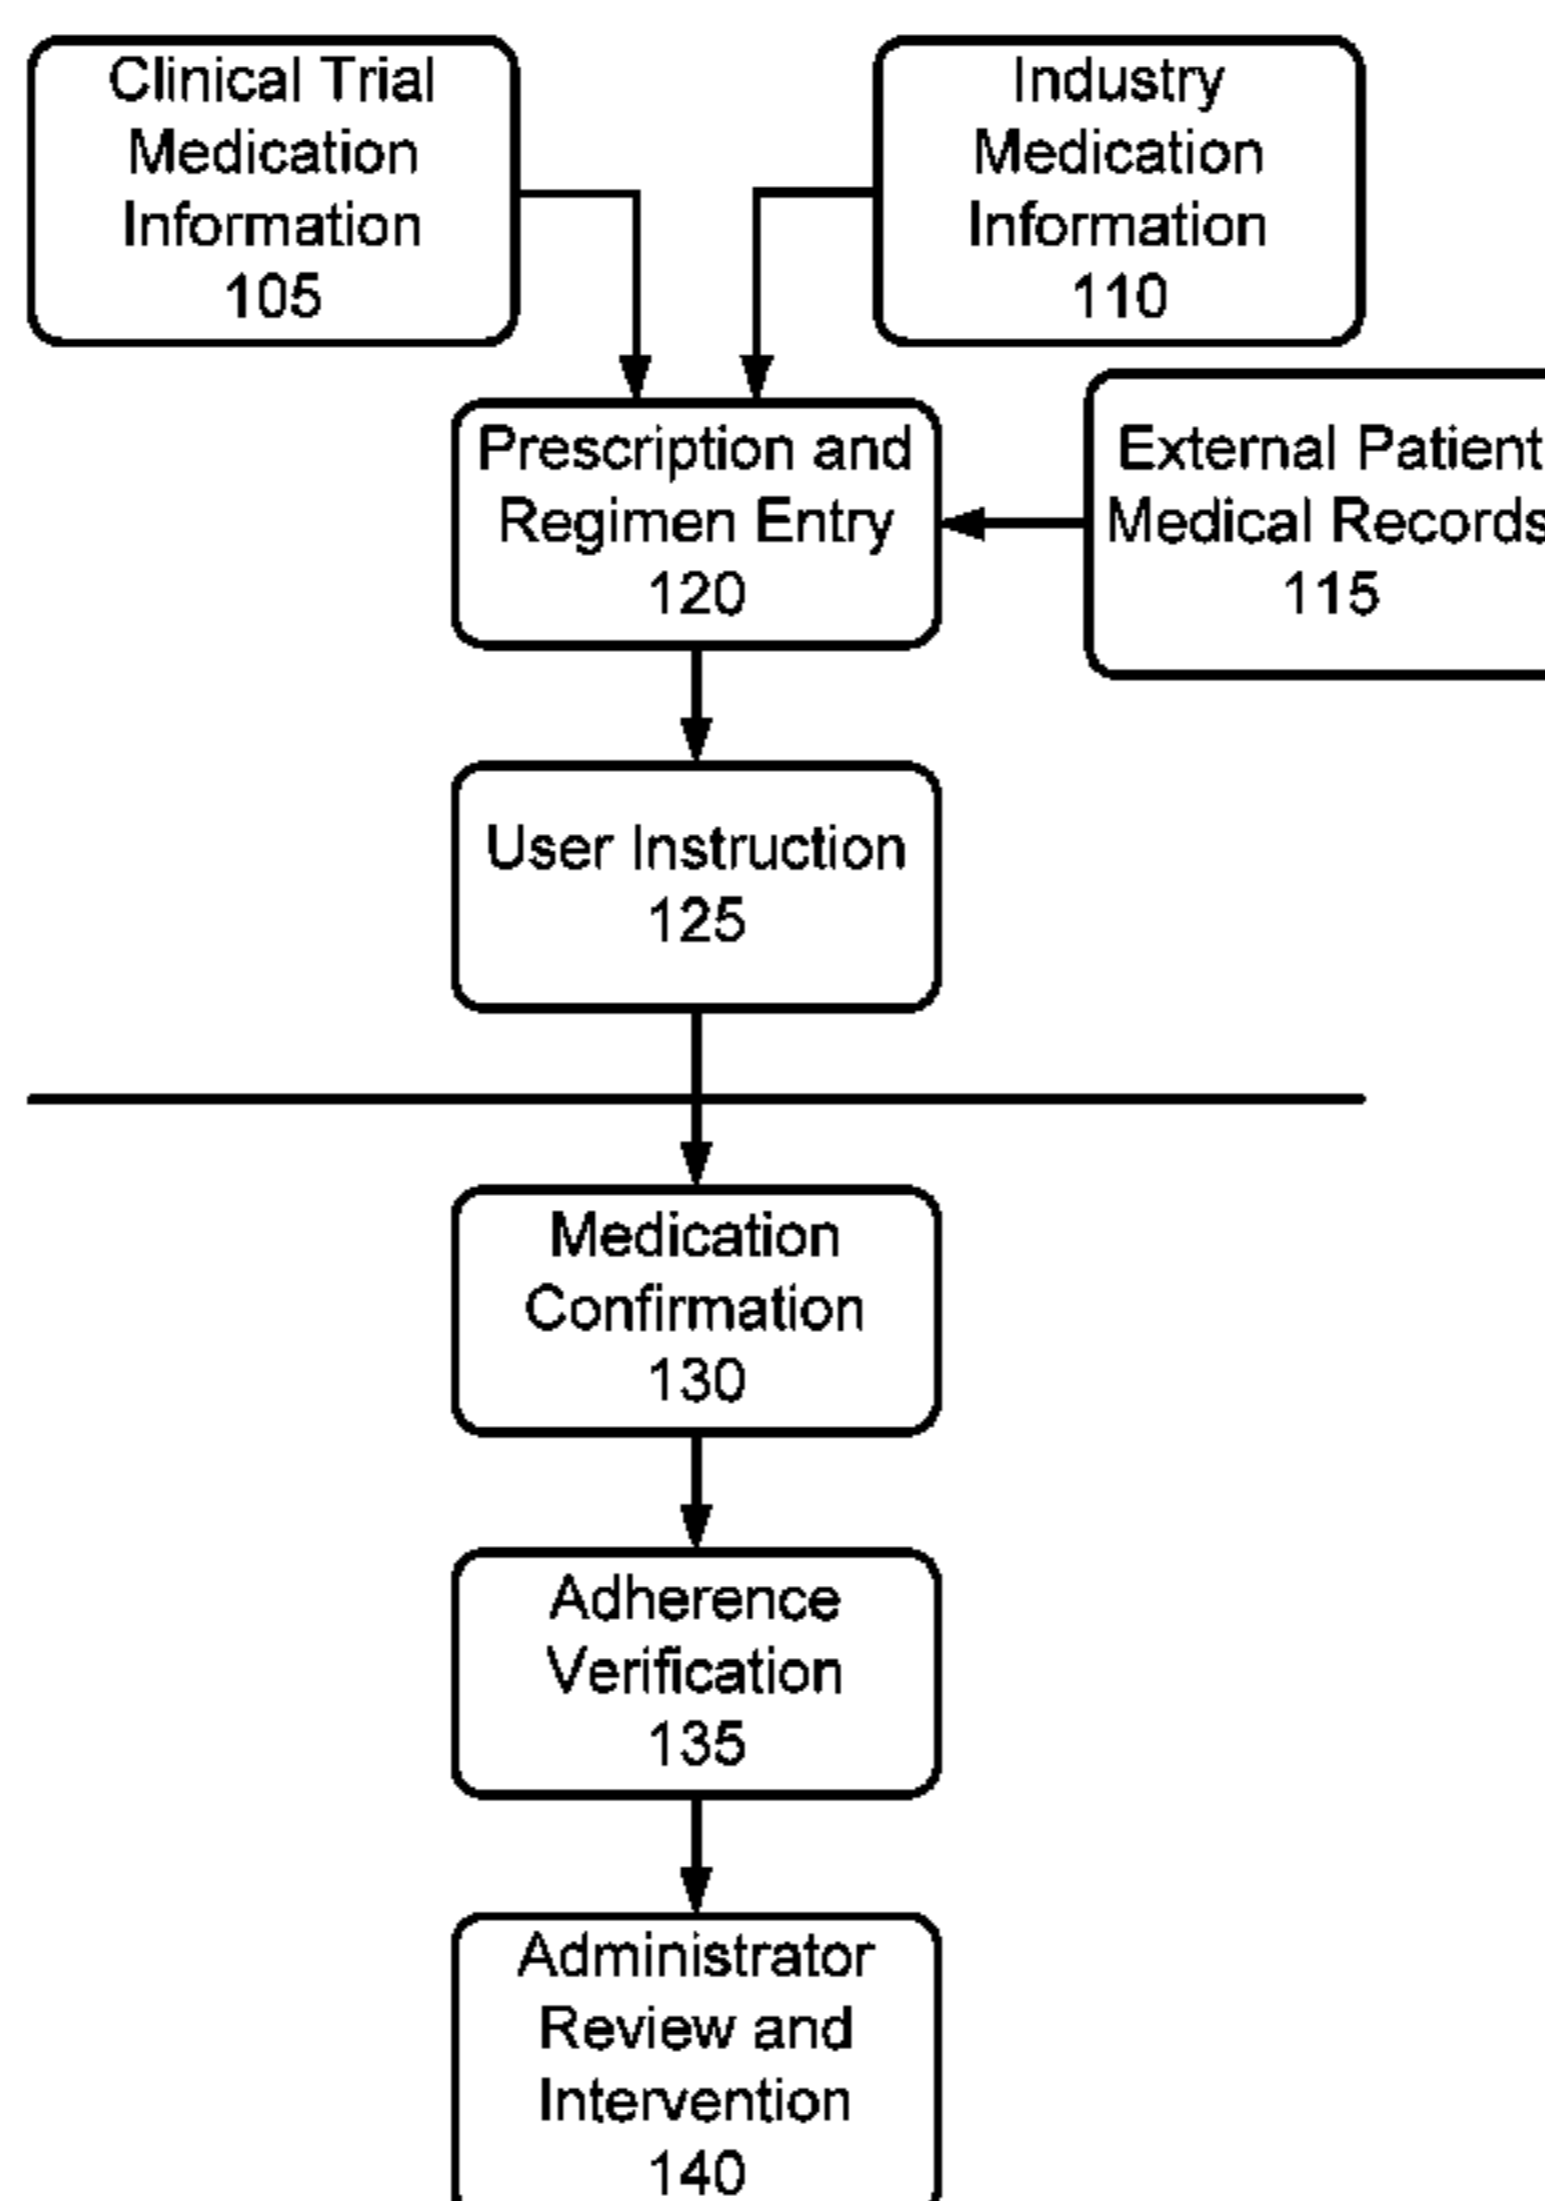 Clinical Trial
Medication
Information
105
Industry
Medication
Information
110
Prescription and
Regimen Entry
120
External Patient
Medical Records
115
User Instruction
125
Medication
Confirmation
130
Adherence
Verification
135
Administrator
Review and
Intervention
140